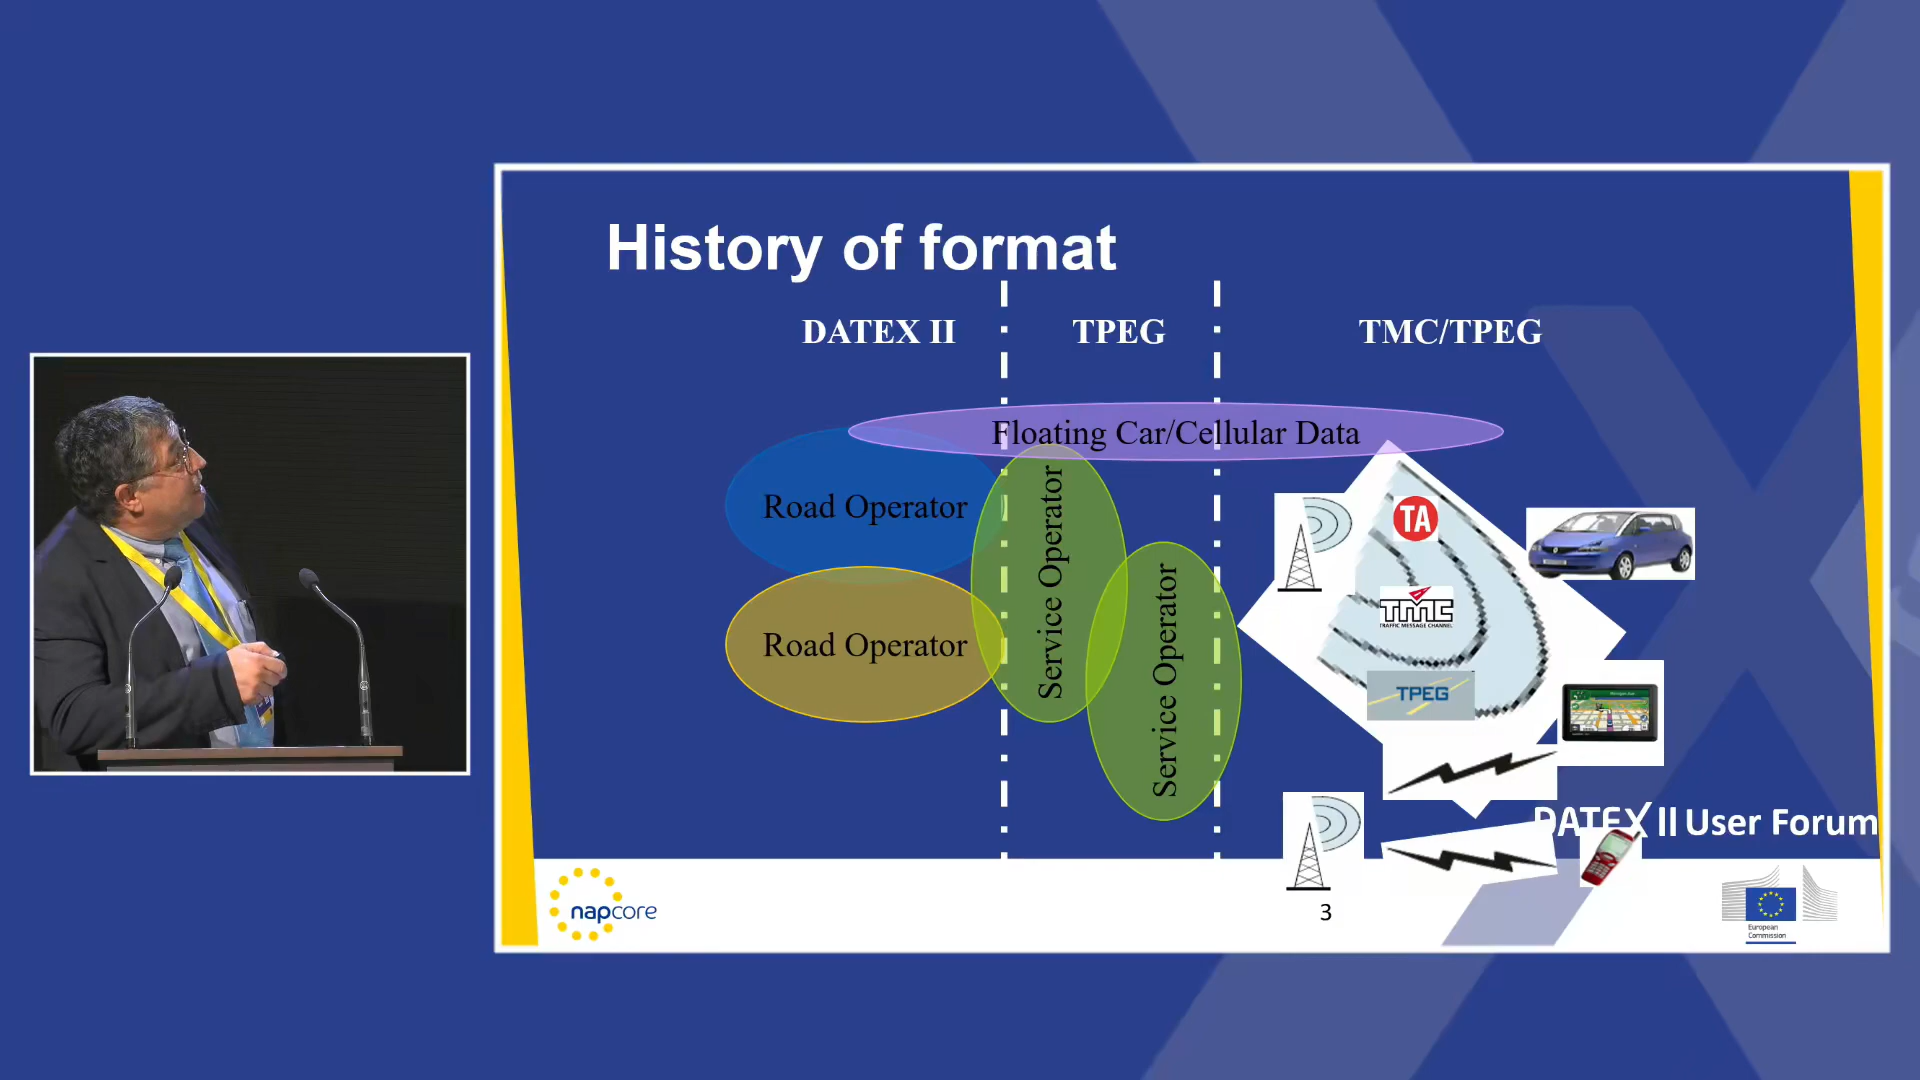 History of format
DATEX II
TPEG
TMC/TPEG
Floating Car/Cellular Data
Road Operator
Road Operator
Service Operator
Service Operator
TA
TMC
TRAFFIC MESSAGE CHANNEL
TPEG
DATEX II User Forum
napcore
3
European
Commission